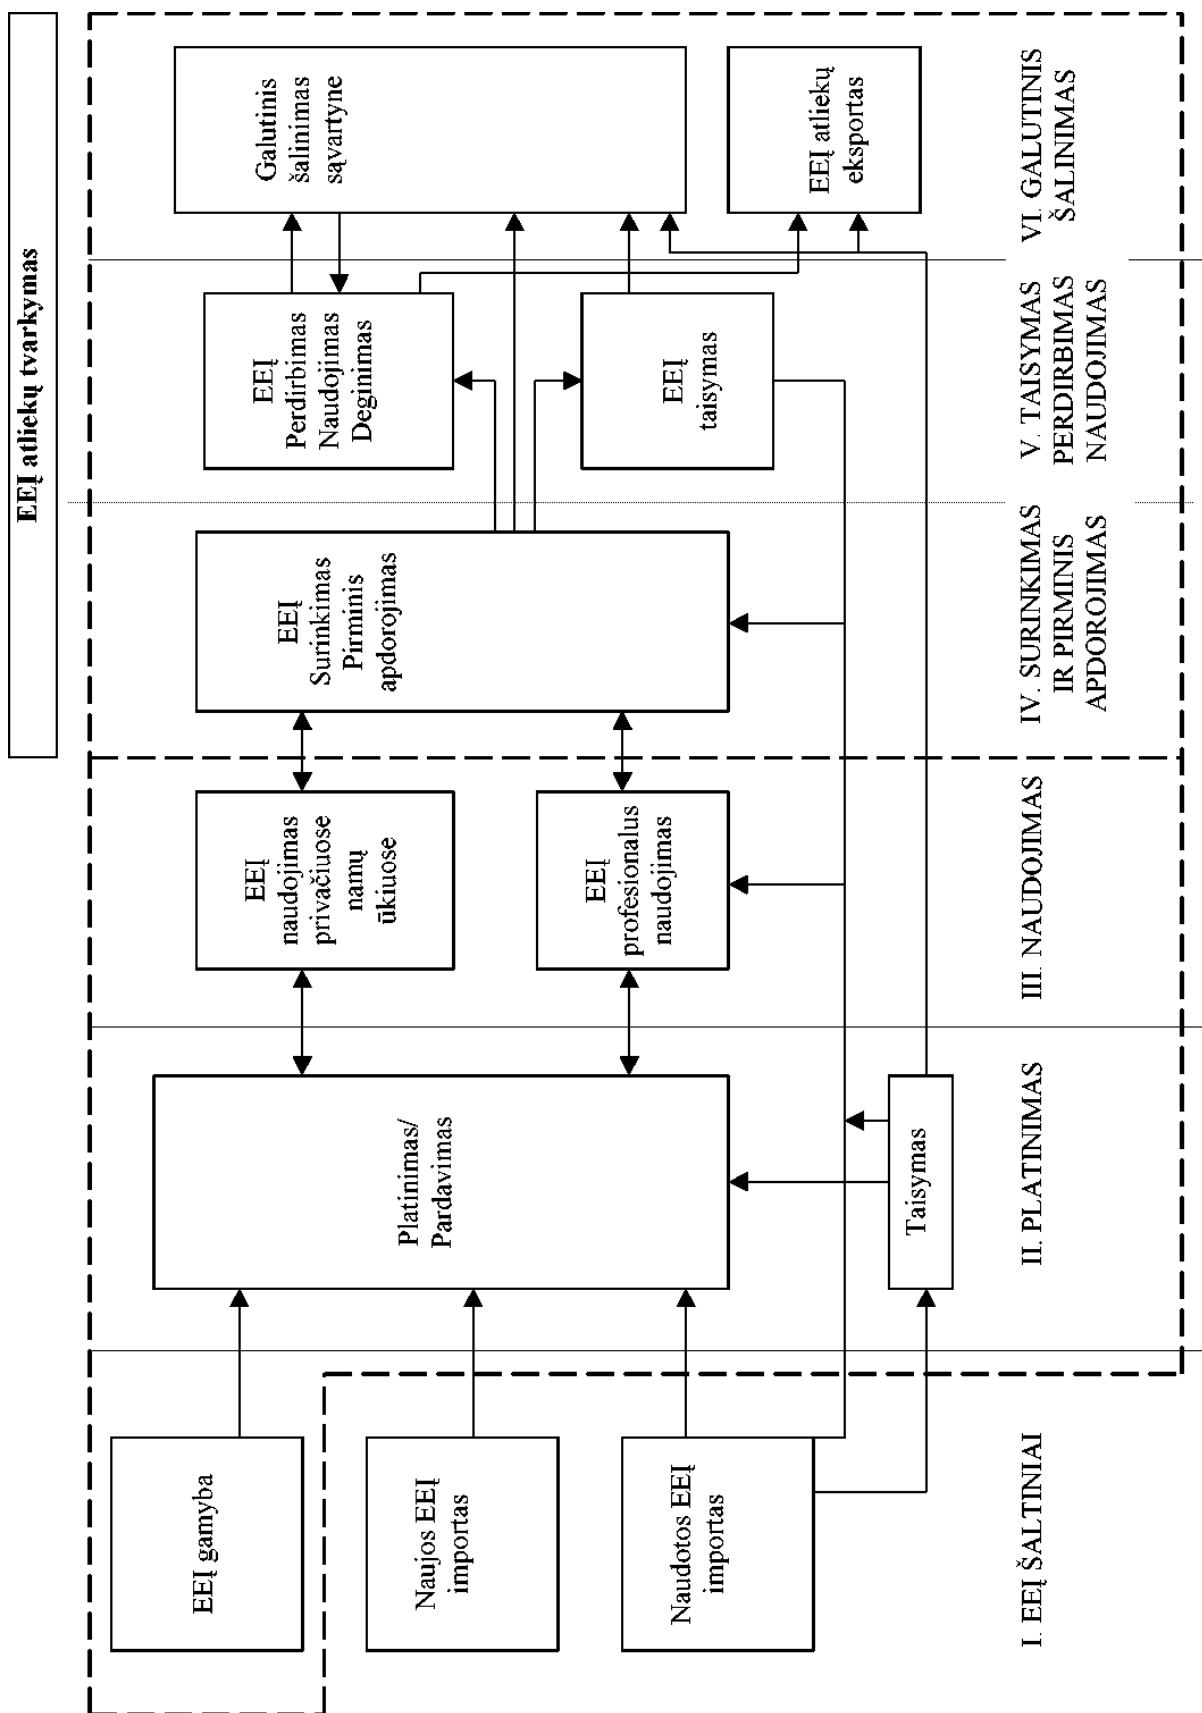 EEĮ atliekų tvarkymas
EEĮ gamyba
Naujos EEĮ
importas
Naudotos EEĮ
importas
Platinimas/
Pardavimas
Taisymas
EEĮ
naudojimas
privačiuose
namų
ūkiuose
EEĮ
profesionalus
naudojimas
EEĮ
Surinkimas
Pirminis
apdorojimas
EEĮ
Perdirbimas
Naudojimas
Deginimas
EEĮ
taisymas
Galutinis
šalinimas
sąvartyne
EEĮ atliekų
eksportas
I. EEĮ ŠALTINIAI
II. PLATINIMAS
III. NAUDOJIMAS
IV. SURINKIMAS
IR PIRMINIS
APDOROJIMAS
V. TAISYMAS
PERDIRBIMAS
NAUDOJIMAS
VI. GALUTINIS
ŠALINIMAS